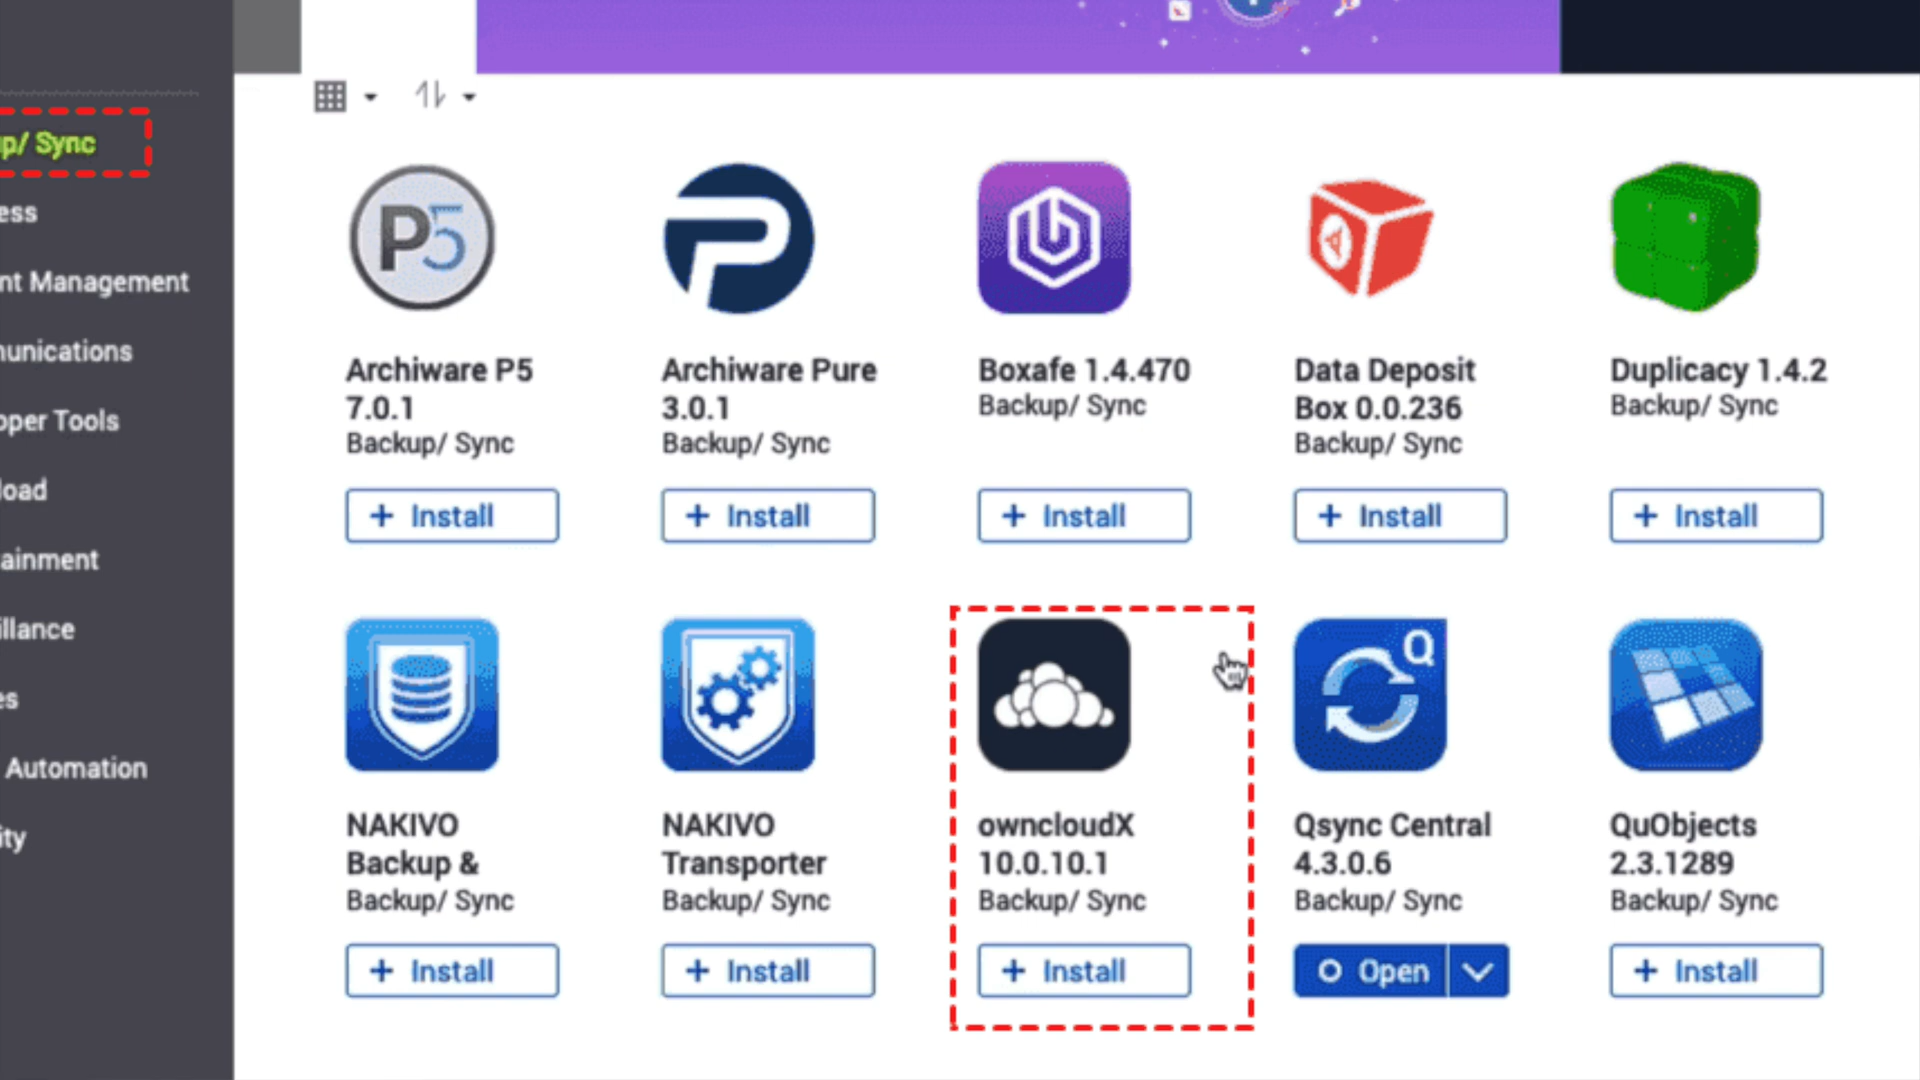 p/ Sync
ess
nt Management
unications
oper Tools
load
ainment
illance
es
Automation
ity
P5
Archiware P5
7.0.1
Backup/ Sync
+ Install
Archiware Pure
3.0.1
Backup/ Sync
+ Install
Boxafe 1.4.470
Backup/ Sync
+ Install
Data Deposit
Box 0.0.236
Backup/ Sync
+ Install
Duplicacy 1.4.2
Backup/ Sync
+ Install
NAKIVO
Backup &
Backup/ Sync
+ Install
NAKIVO
Transporter
Backup/ Sync
+ Install
owncloudX
10.0.10.1
Backup/ Sync
+ Install
Q
Qsync Central
4.3.0.6
Backup/ Sync
Open
QuObjects
2.3.1289
Backup/ Sync
+ Install